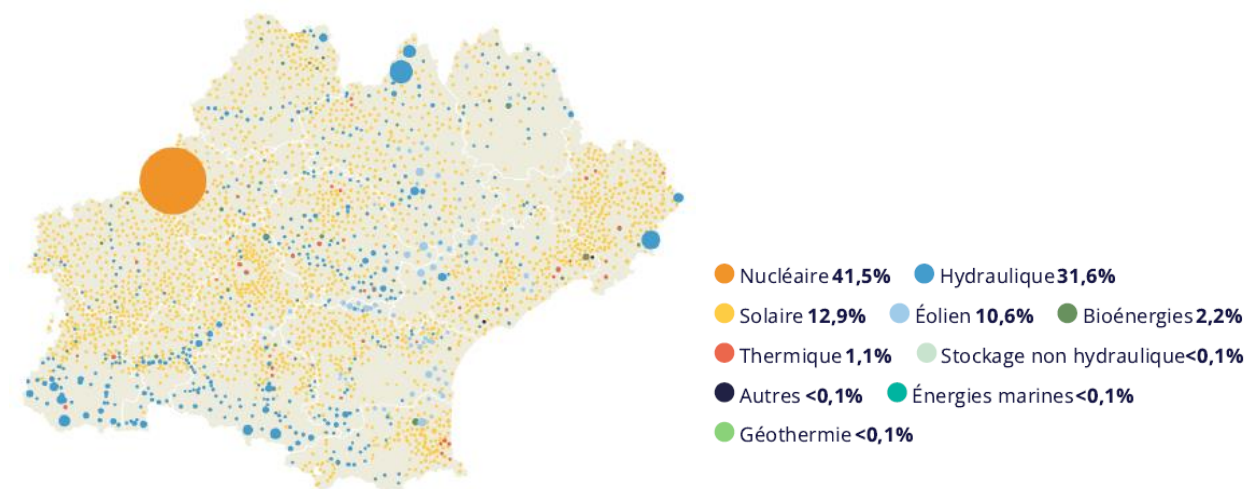 Nucléaire 41,5% Hydraulique 31,6%
Solaire 12,9% Éolien 10,6% Bioénergies 2,2%
Thermique 1,1% Stockage non hydraulique <0,1%
Autres <0,1% Énergies marines <0,1%
Géothermie <0,1%